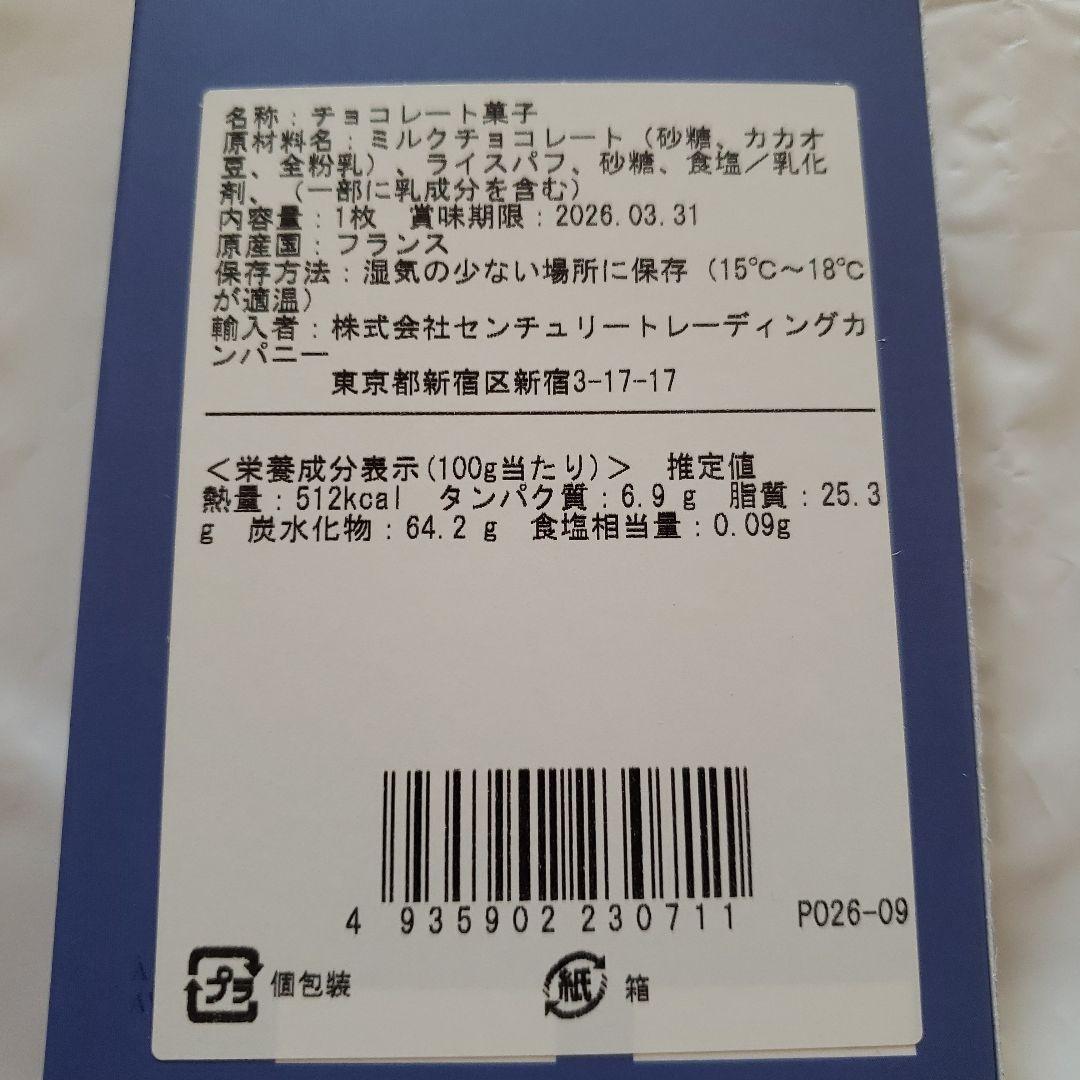 名称：チョコレート菓子
原材料名：ミルクチョコレート（砂糖、カカオ
豆、全粉乳）、ライスパフ、砂糖、食塩／乳化
剤、（一部に乳成分を含む）
内容量：1枚　賞味期限：2026.03.31
原産国：フランス
保存方法：湿気の少ない場所に保存（15℃～18℃
が適温）
輸入者：株式会社センチュリートレーディングカ
ンパニー
東京都新宿区新宿3-17-17
＜栄養成分表示(100g当たり)＞　推定値
熱量：512kcal　タンパク質：6.9 g　脂質：25.3
g　炭水化物：64.2 g　食塩相当量：0.09g
4 935902 230711
P026-09
プラ 個包装
紙 箱